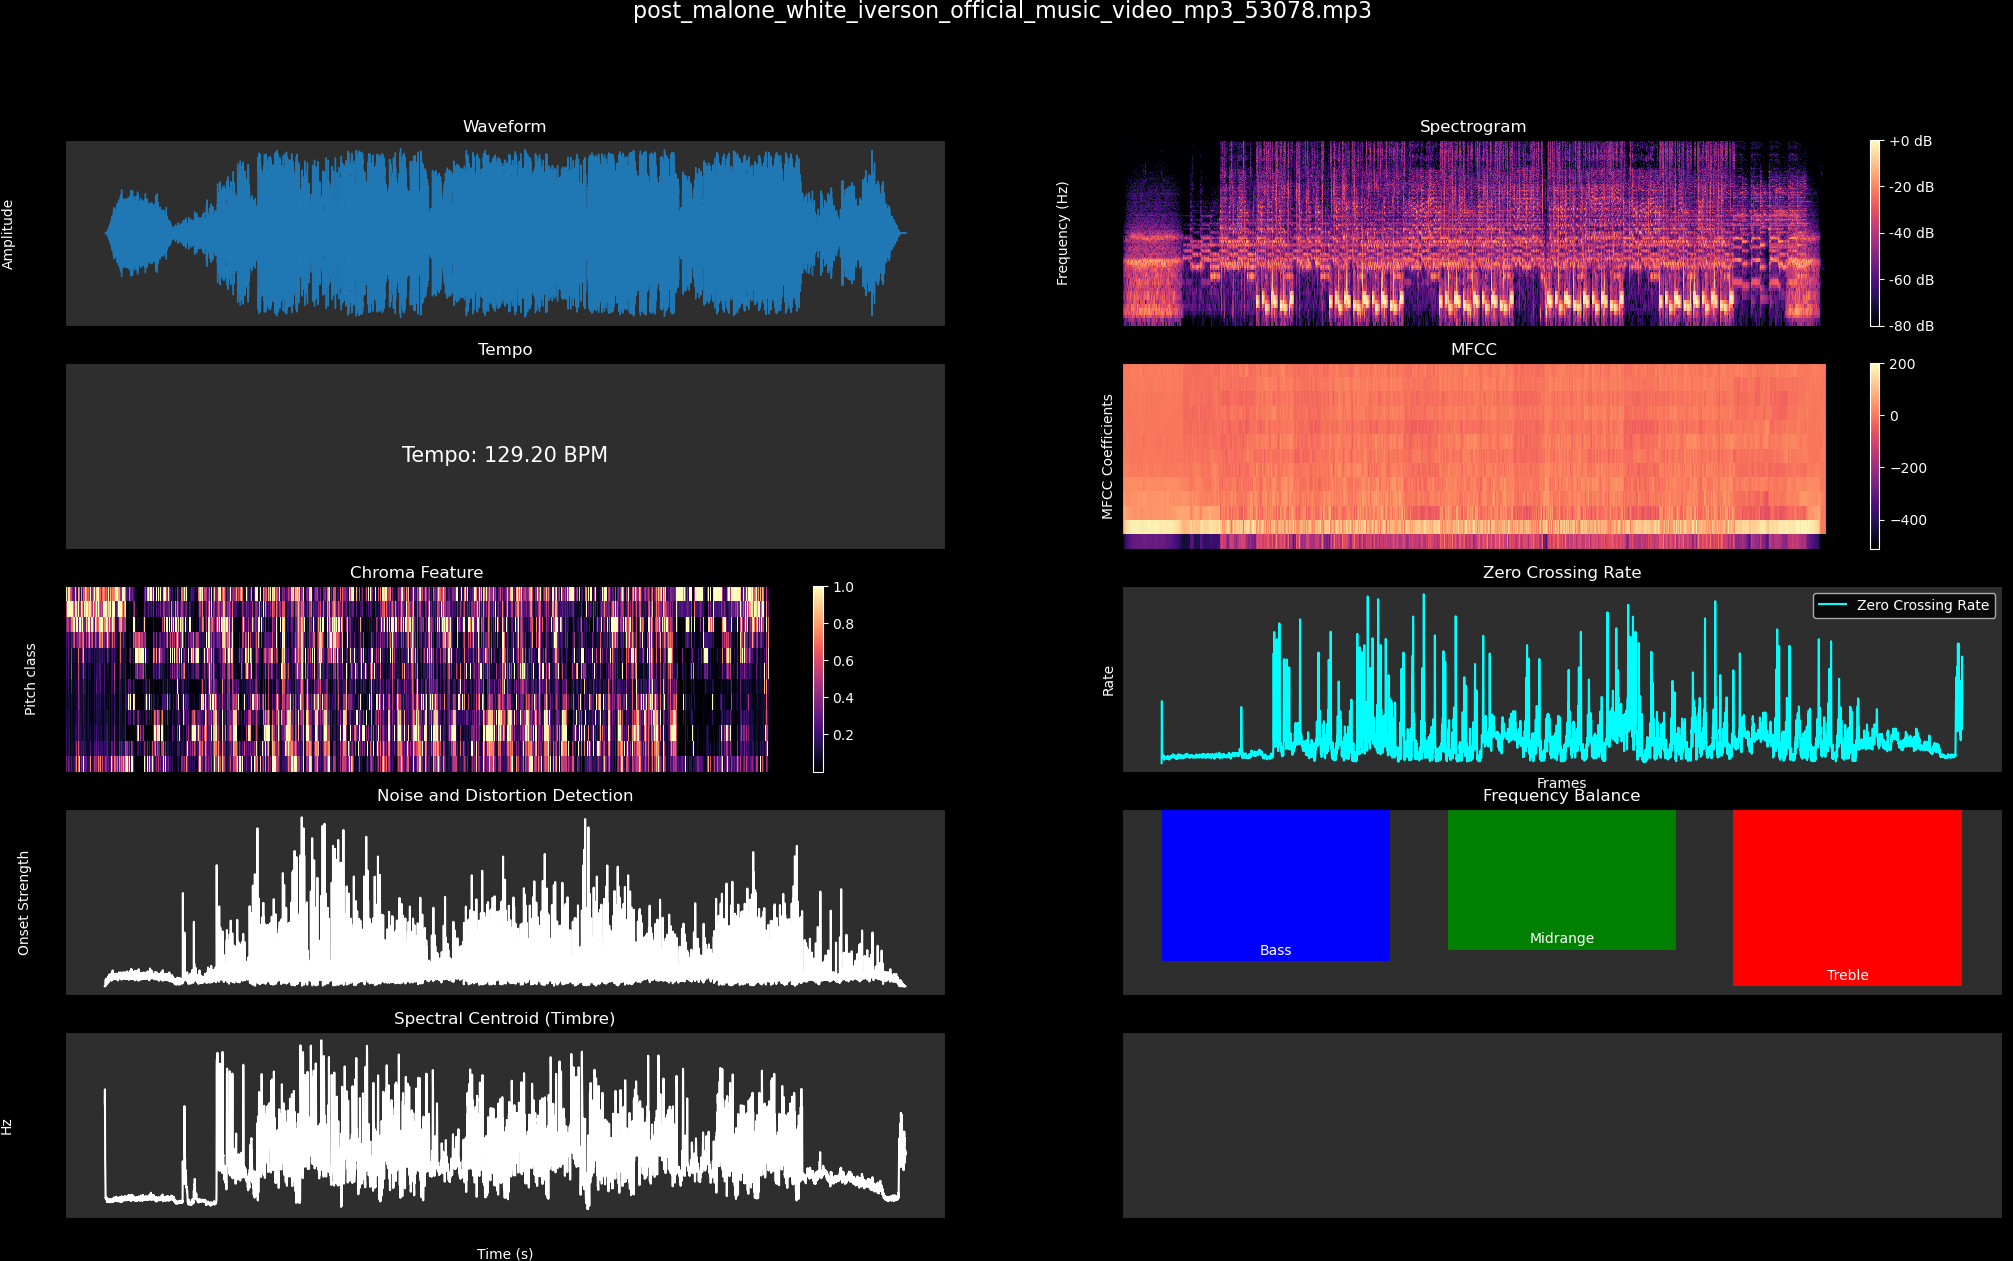 post_malone_white_iverson_official_music_video_mp3_53078.mp3
Waveform
Amplitude
Spectrogram
Frequency (Hz)
+0 dB
-20 dB
-40 dB
-60 dB
-80 dB
Tempo
Tempo: 129.20 BPM
MFCC
MFCC Coefficients
200
0
−200
−400
Chroma Feature
Pitch class
1.0
0.8
0.6
0.4
0.2
Zero Crossing Rate
Rate
Zero Crossing Rate
Frames
Noise and Distortion Detection
Onset Strength
Frequency Balance
Bass
Midrange
Treble
Spectral Centroid (Timbre)
Hz
Time (s)